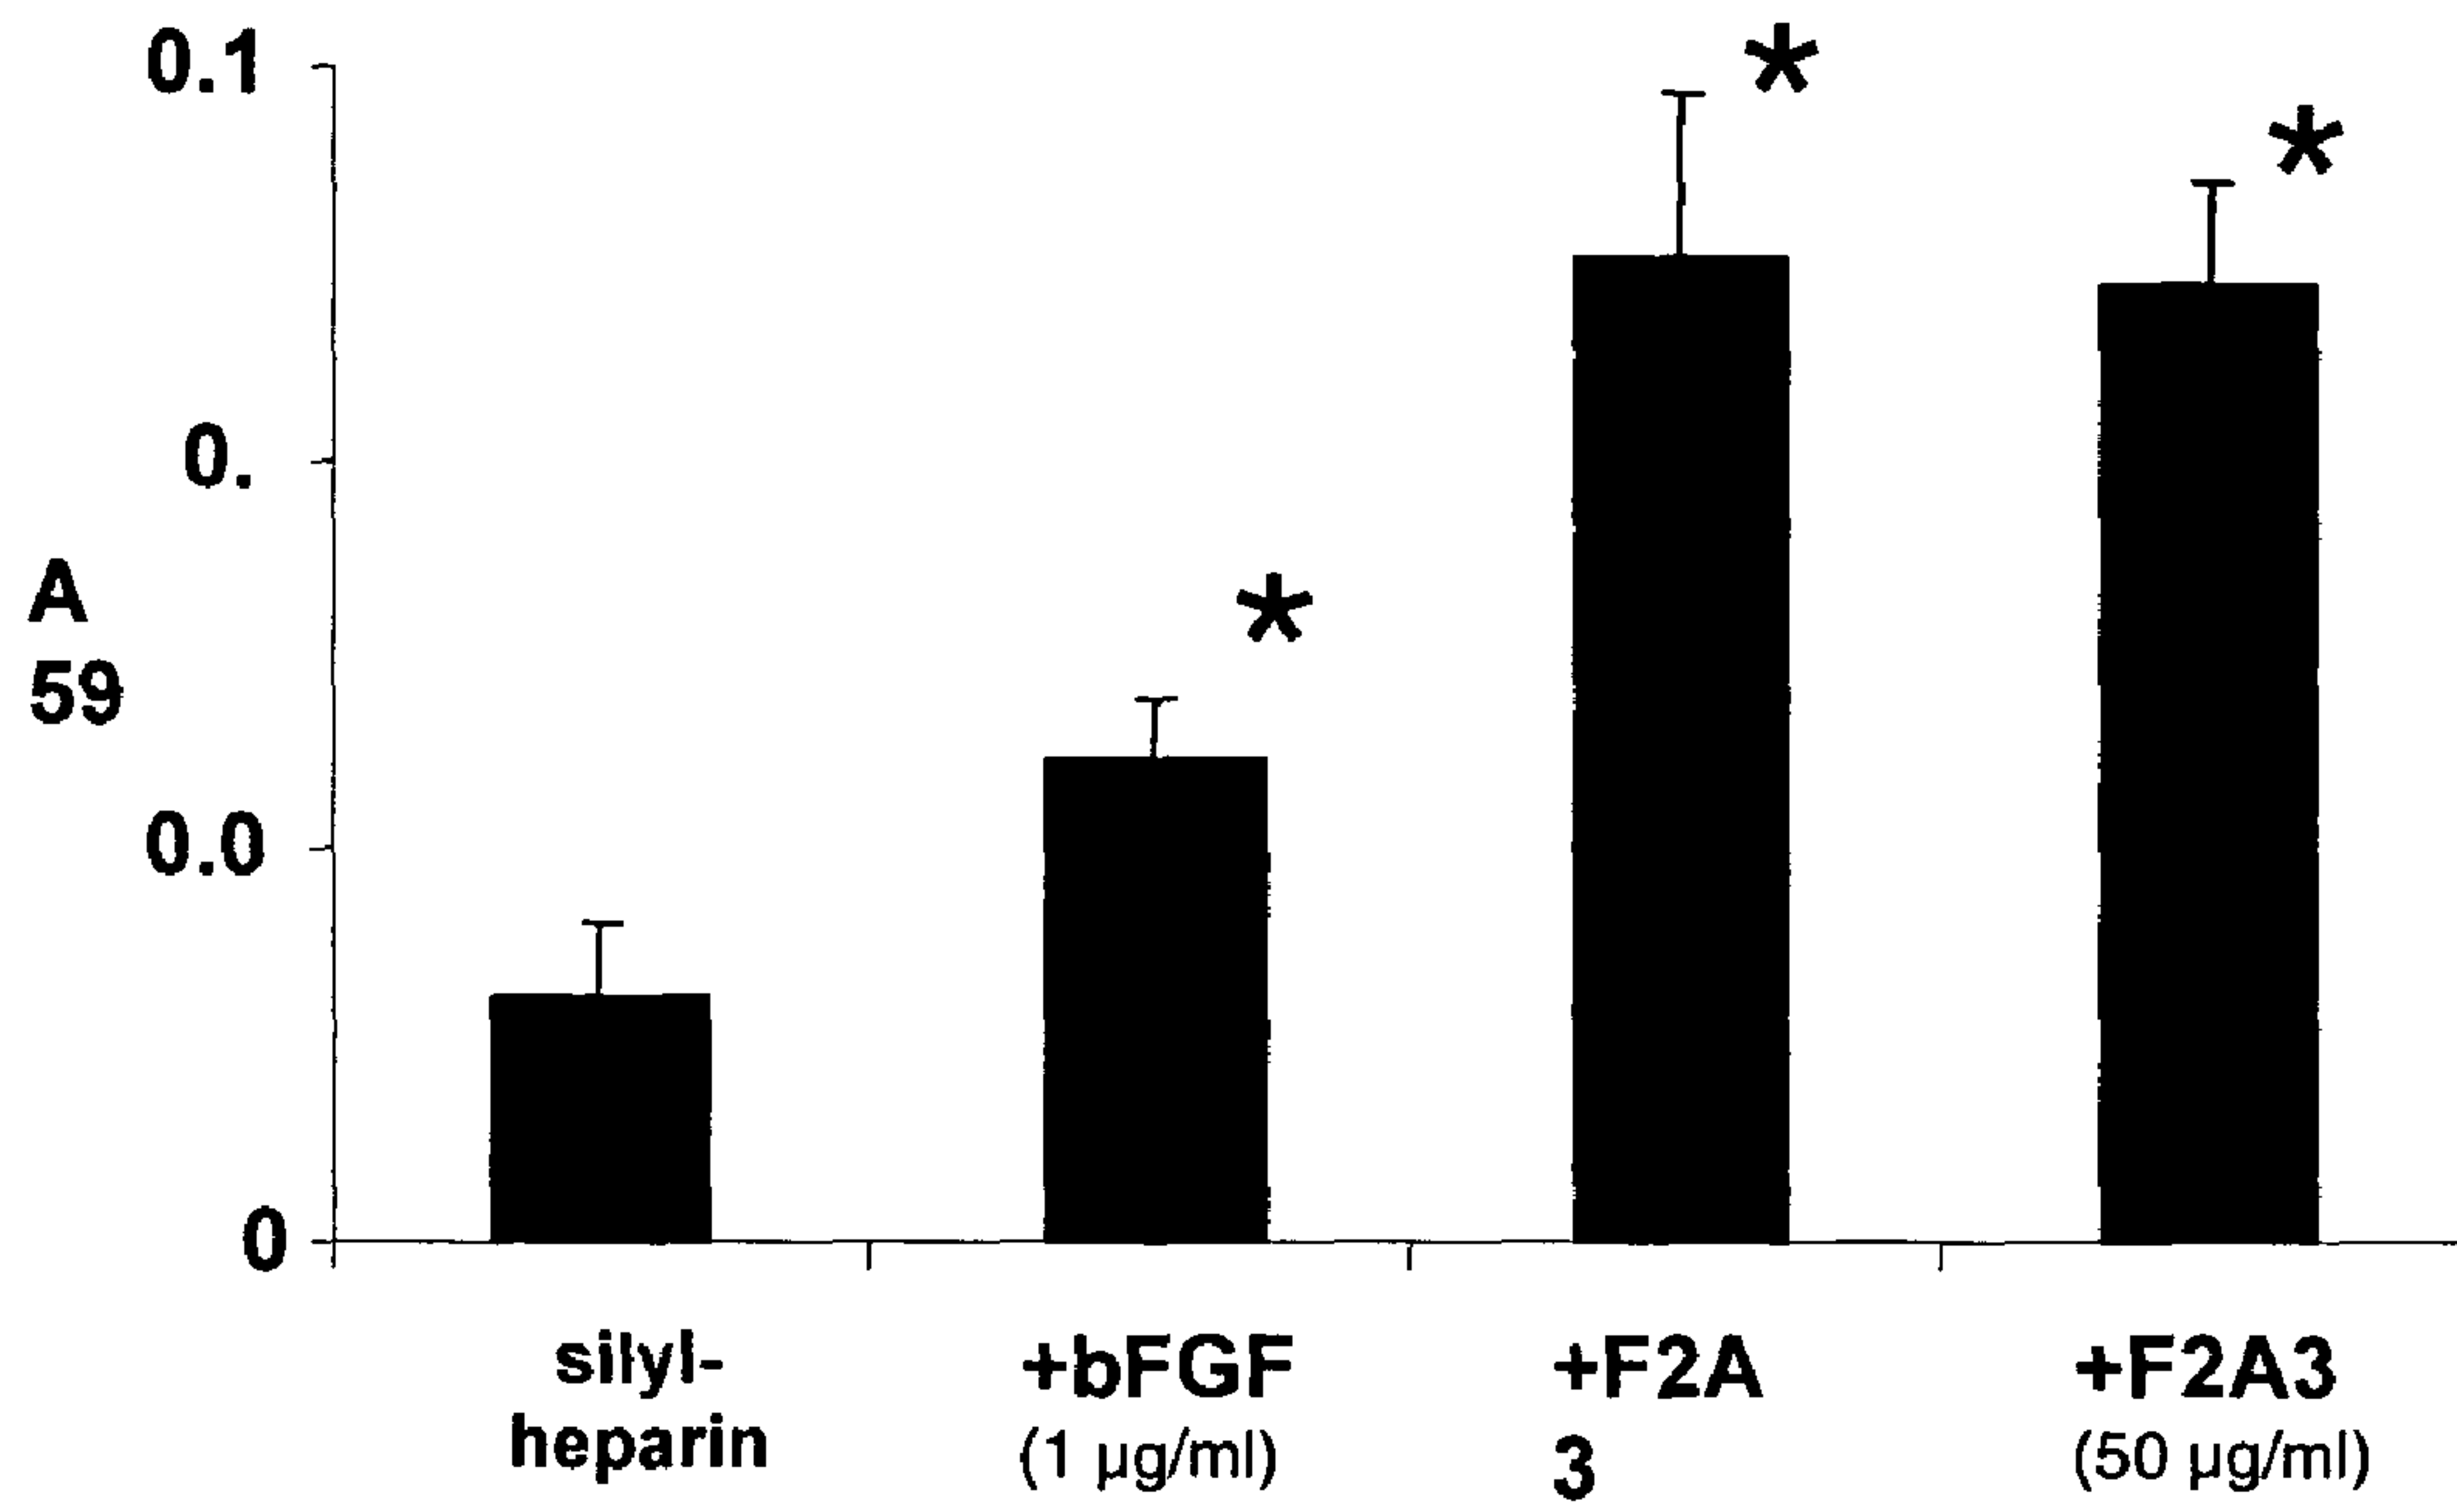 0.1
0.
A
59
0.0
0
*
*
*
silyl-
heparin
+bFGF
(1 µg/ml)
+F2A
3
+F2A3
(50 µg/ml)